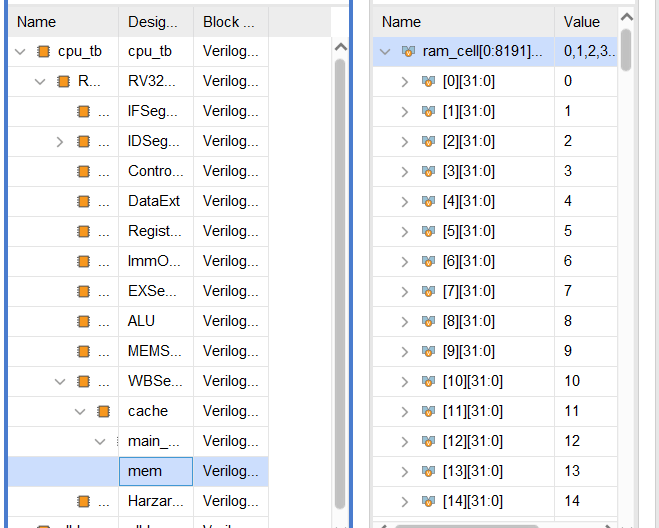 Name Desig... Block ... Name Value
cpu_tb cpu_tb Verilog... ram_cell[0:8191]... 0,1,2,3..
R... RV32... Verilog... [0][31:0] 0
... IFSeg... Verilog... [1][31:0] 1
... IDSeg... Verilog... [2][31:0] 2
... Contro... Verilog... [3][31:0] 3
... DataExt Verilog... [4][31:0] 4
... Regist... Verilog... [5][31:0] 5
... ImmO... Verilog... [6][31:0] 6
... EXSe... Verilog... [7][31:0] 7
... ALU Verilog... [8][31:0] 8
... MEMS... Verilog... [9][31:0] 9
... WBSe... Verilog... [10][31:0] 10
cache Verilog... [11][31:0] 11
main_... Verilog... [12][31:0] 12
mem Verilog... [13][31:0] 13
... Harzar... Verilog... [14][31:0] 14